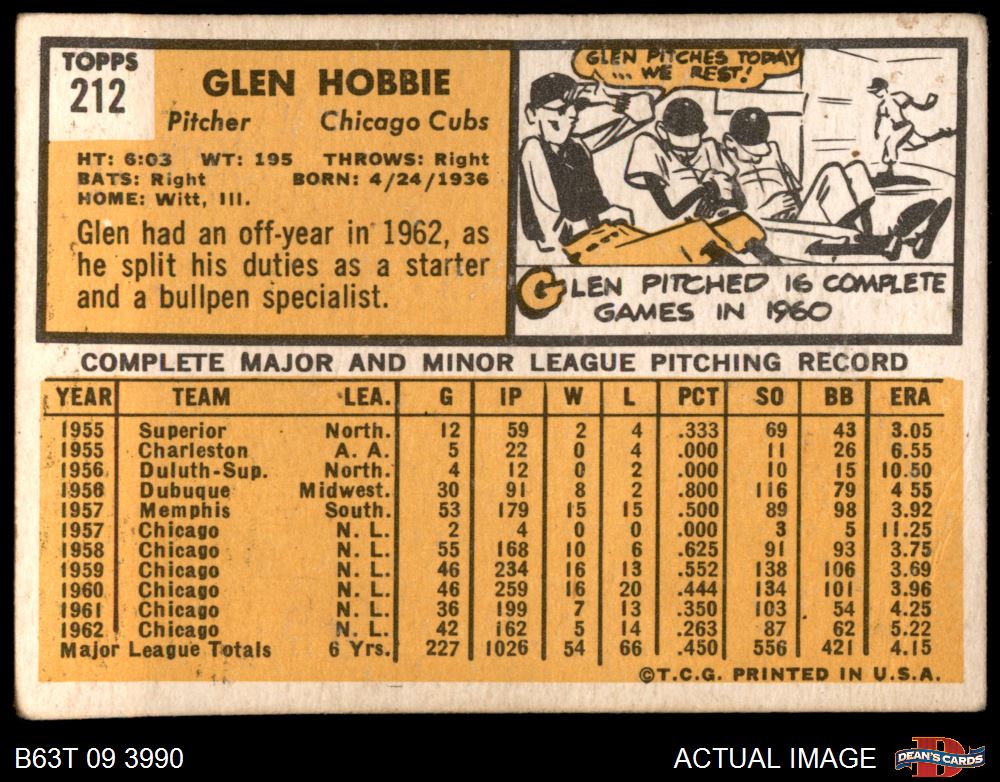 TOPPS
212
GLEN HOBBIE
Pitcher Chicago Cubs
HT: 6:03 WT: 195 THROWS: Right
BATS: Right BORN: 4/24/1936
HOME: Witt, Ill.
Glen had an off-year in 1962, as
he split his duties as a starter
and a bullpen specialist.
GLEN PITCHES TODAY
... WE REST!
GLEN PITCHED 16 COMPLETE
GAMES IN 1960
COMPLETE MAJOR AND MINOR LEAGUE PITCHING RECORD
YEAR TEAM LEA. G IP W L PCT SO BB ERA
1955 Superior North. 12 59 2 4 .333 69 43 3.05
1955 Charleston A. A. 5 22 0 4 .000 11 26 6.55
1956 Duluth-Sup. North. 4 12 0 2 .000 10 15 10.50
1956 Dubuque Midwest. 30 91 8 2 .800 116 79 4.55
1957 Memphis South. 53 179 15 15 .500 89 98 3.92
1957 Chicago N. L. 2 4 0 0 .000 3 5 11.25
1958 Chicago N. L. 55 168 10 6 .625 91 93 3.75
1959 Chicago N. L. 46 234 16 13 .552 138 106 3.69
1960 Chicago N. L. 46 259 16 20 .444 134 101 3.96
1961 Chicago N. L. 36 199 7 13 .350 103 54 4.25
1962 Chicago N. L. 42 162 5 14 .263 87 62 5.22
Major League Totals 6 Yrs. 227 1026 54 66 .450 556 421 4.15
©T.C.G. PRINTED IN U.S.A.
B63T 09 3990 ACTUAL IMAGE D DEAN'S CARDS